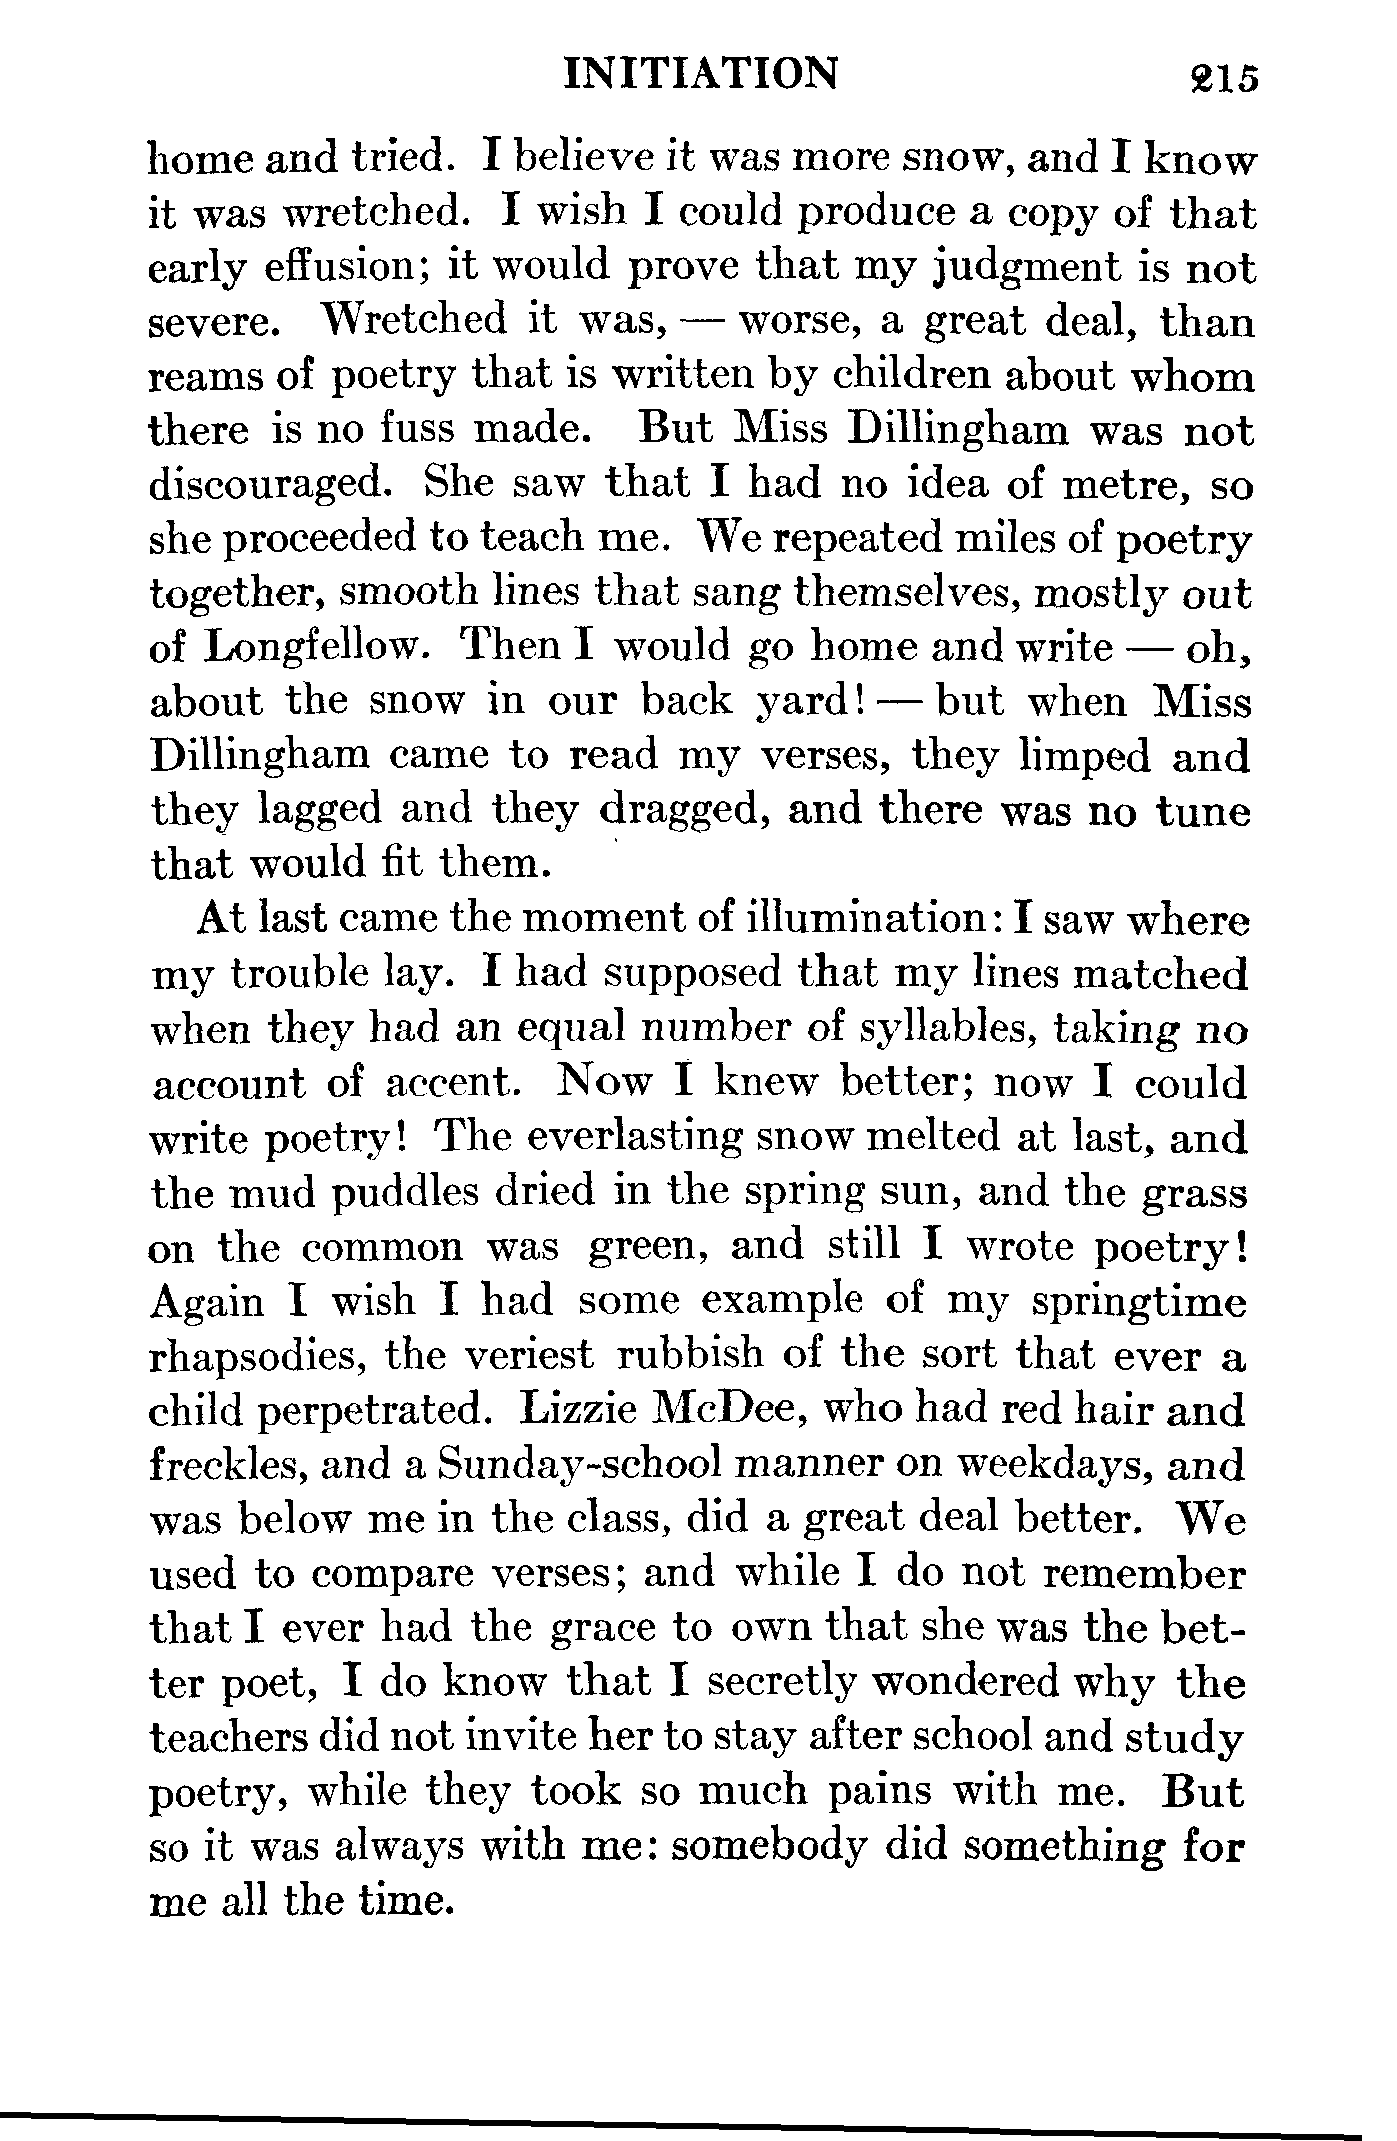 INITIATION 215
home and tried. I believe it was more snow, and I know
it was wretched. I wish I could produce a copy of that
early effusion; it would prove that my judgment is not
severe. Wretched it was, — worse, a great deal, than
reams of poetry that is written by children about whom
there is no fuss made. But Miss Dillingham was not
discouraged. She saw that I had no idea of metre, so
she proceeded to teach me. We repeated miles of poetry
together, smooth lines that sang themselves, mostly out
of Longfellow. Then I would go home and write — oh,
about the snow in our back yard! — but when Miss
Dillingham came to read my verses, they limped and
they lagged and they dragged, and there was no tune
that would fit them.
At last came the moment of illumination: I saw where
my trouble lay. I had supposed that my lines matched
when they had an equal number of syllables, taking no
account of accent. Now I knew better; now I could
write poetry! The everlasting snow melted at last, and
the mud puddles dried in the spring sun, and the grass
on the common was green, and still I wrote poetry!
Again I wish I had some example of my springtime
rhapsodies, the veriest rubbish of the sort that ever a
child perpetrated. Lizzie McDee, who had red hair and
freckles, and a Sunday-school manner on weekdays, and
was below me in the class, did a great deal better. We
used to compare verses; and while I do not remember
that I ever had the grace to own that she was the bet-
ter poet, I do know that I secretly wondered why the
teachers did not invite her to stay after school and study
poetry, while they took so much pains with me. But
so it was always with me: somebody did something for
me all the time.